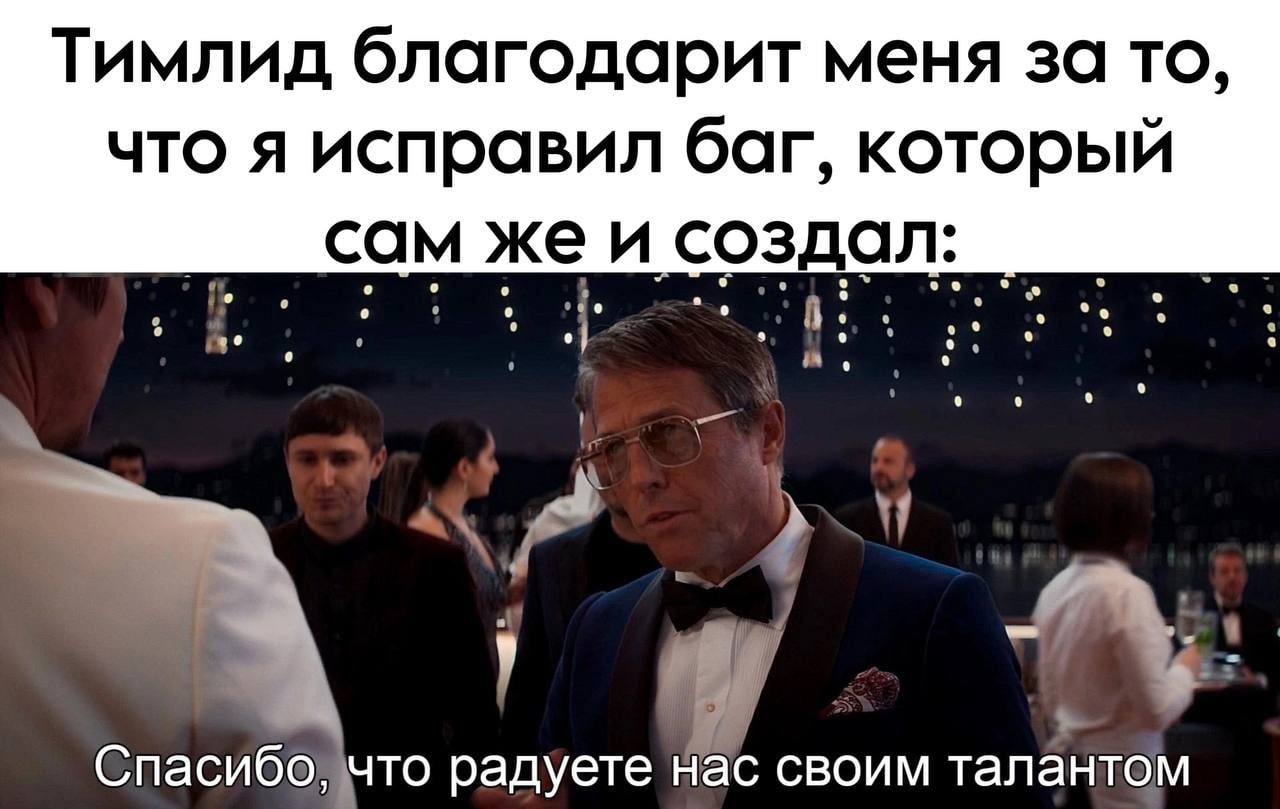 Тимлид благодарит меня за то,
что я исправил баг, который
сам же и создал:
Спасибо, что радуете нас своим талантом